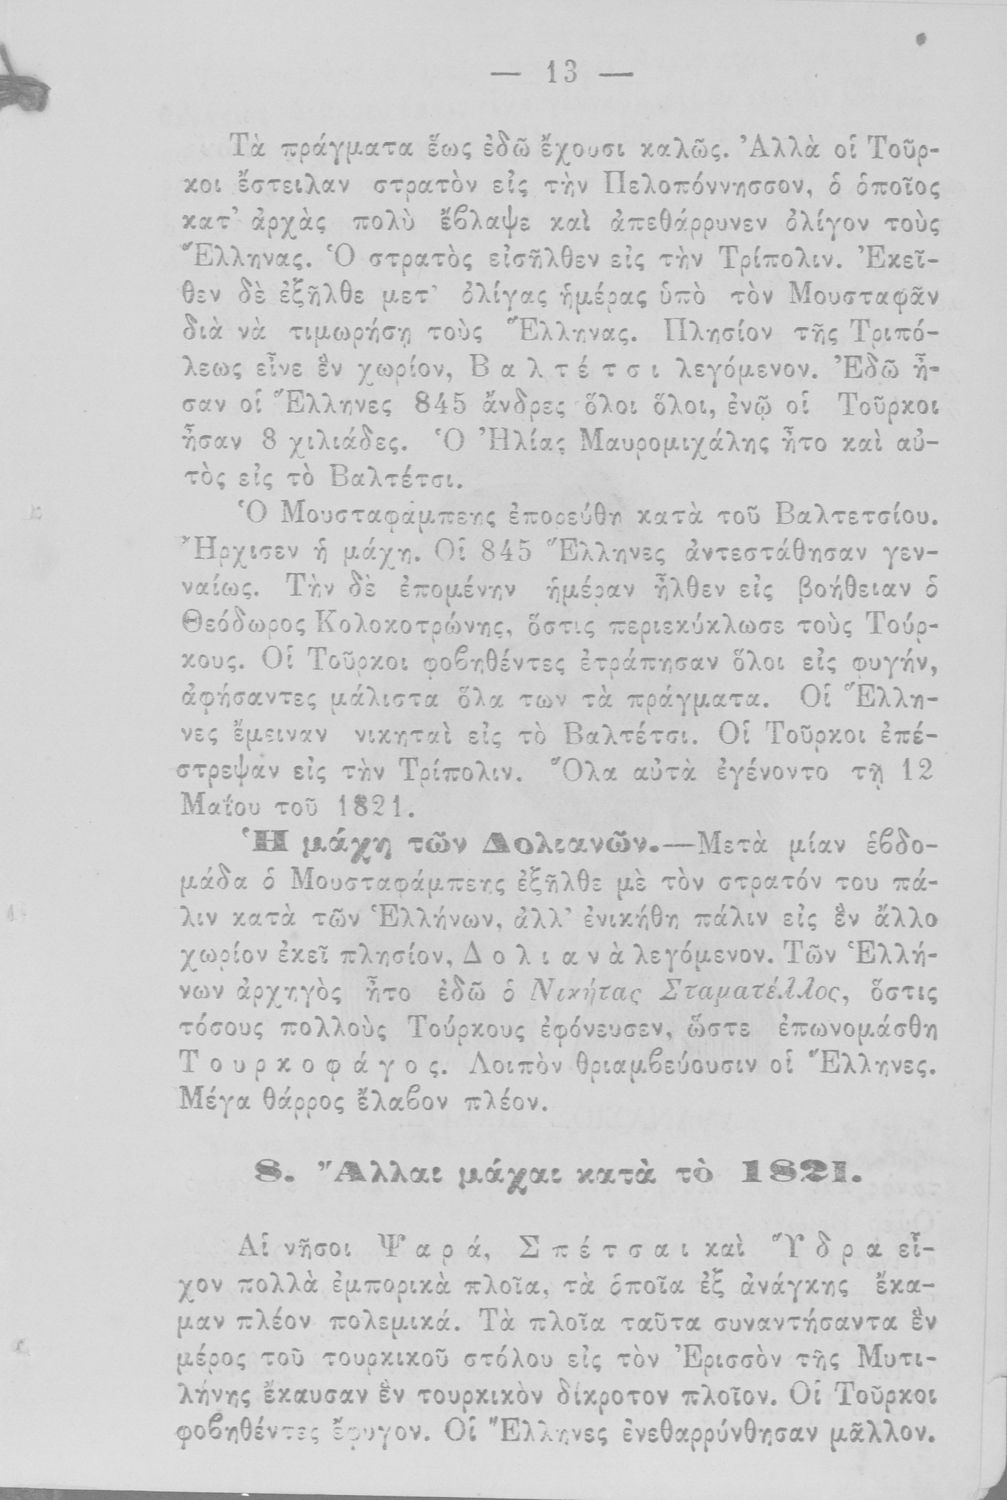 — 13 —
Τὰ πράγματα ἕως ἐδῶ ἔχουσι καλῶς. Ἀλλὰ οἱ Τοῦρ-
κοι ἔστειλαν στρατὸν εἰς τὴν Πελοπόννησσον, ὁ ὁποῖος
κατ' ἀρχὰς πολὺ ἔβλαψε καὶ ἀπεθάρρυνεν ὀλίγον τοὺς
Ἕλληνας. Ὁ στρατὸς εἰσῆλθεν εἰς τὴν Τρίπολιν. Ἐκεῖ-
θεν δὲ ἐξῆλθε μετ' ὀλίγας ἡμέρας ὑπὸ τὸν Μουσταφᾶν
διὰ νὰ τιμωρήσῃ τοὺς Ἕλληνας. Πλησίον τῆς Τριπό-
λεως εἶνε ἓν χωρίον, Βαλτέτσι λεγόμενον. Ἐδῶ ἦ-
σαν οἱ Ἕλληνες 845 ἄνδρες ὅλοι ὅλοι, ἐνῷ οἱ Τοῦρκοι
ἦσαν 8 χιλιάδες. Ὁ Ἠλίας Μαυρομιχάλης ἦτο καὶ αὐ-
τὸς εἰς τὸ Βαλτέτσι.
Ὁ Μουσταφάμπεης ἐπορεύθη κατὰ τοῦ Βαλτετσίου.
Ἤρχισεν ἡ μάχη. Οἱ 845 Ἕλληνες ἀντεστάθησαν γεν-
ναίως. Τὴν δὲ ἐπομένην ἡμέραν ἦλθεν εἰς βοήθειαν ὁ
Θεόδωρος Κολοκοτρώνης, ὅστις περιεκύκλωσε τοὺς Τούρ-
κους. Οἱ Τοῦρκοι φοβηθέντες ἐτράπησαν ὅλοι εἰς φυγήν,
ἀφήσαντες μάλιστα ὅλα των τὰ πράγματα. Οἱ Ἕλλη-
νες ἔμειναν νικηταὶ εἰς τὸ Βαλτέτσι. Οἱ Τοῦρκοι ἐπέ-
στρεψαν εἰς τὴν Τρίπολιν. Ὅλα αὐτὰ ἐγένοντο τῇ 12
Μαΐου τοῦ 1821.
Ἡ μάχη τῶν Δολιανῶν.—Μετὰ μίαν ἑβδο-
μάδα ὁ Μουσταφάμπεης ἐξῆλθε μὲ τὸν στρατόν του πά-
λιν κατὰ τῶν Ἑλλήνων, ἀλλ' ἐνικήθη πάλιν εἰς ἓν ἄλλο
χωρίον ἐκεῖ πλησίον, Δολιανὰ λεγόμενον. Τῶν Ἑλλή-
νων ἀρχηγὸς ἦτο ἐδῶ ὁ Νικήτας Σταματέλλος, ὅστις
τόσους πολλοὺς Τούρκους ἐφόνευσεν, ὥστε ἐπωνομάσθη
Τουρκοφάγος. Λοιπὸν θριαμβεύουσιν οἱ Ἕλληνες.
Μέγα θάρρος ἔλαβον πλέον.
8. Ἄλλαι μάχαι κατὰ τὸ 1821.
Αἱ νῆσοι Ψαρά, Σπέτσαι καὶ Ὕδρα εἶ-
χον πολλὰ ἐμπορικὰ πλοῖα, τὰ ὁποῖα ἐξ ἀνάγκης ἔκα-
μαν πλέον πολεμικά. Τὰ πλοῖα ταῦτα συναντήσαντα ἓν
μέρος τοῦ τουρκικοῦ στόλου εἰς τὸν Ἐρισσὸν τῆς Μυτι-
λήνης ἔκαυσαν ἓν τουρκικὸν δίκροτον πλοῖον. Οἱ Τοῦρκοι
φοβηθέντες ἔφυγον. Οἱ Ἕλληνες ἐνεθαρρύνθησαν μᾶλλον.